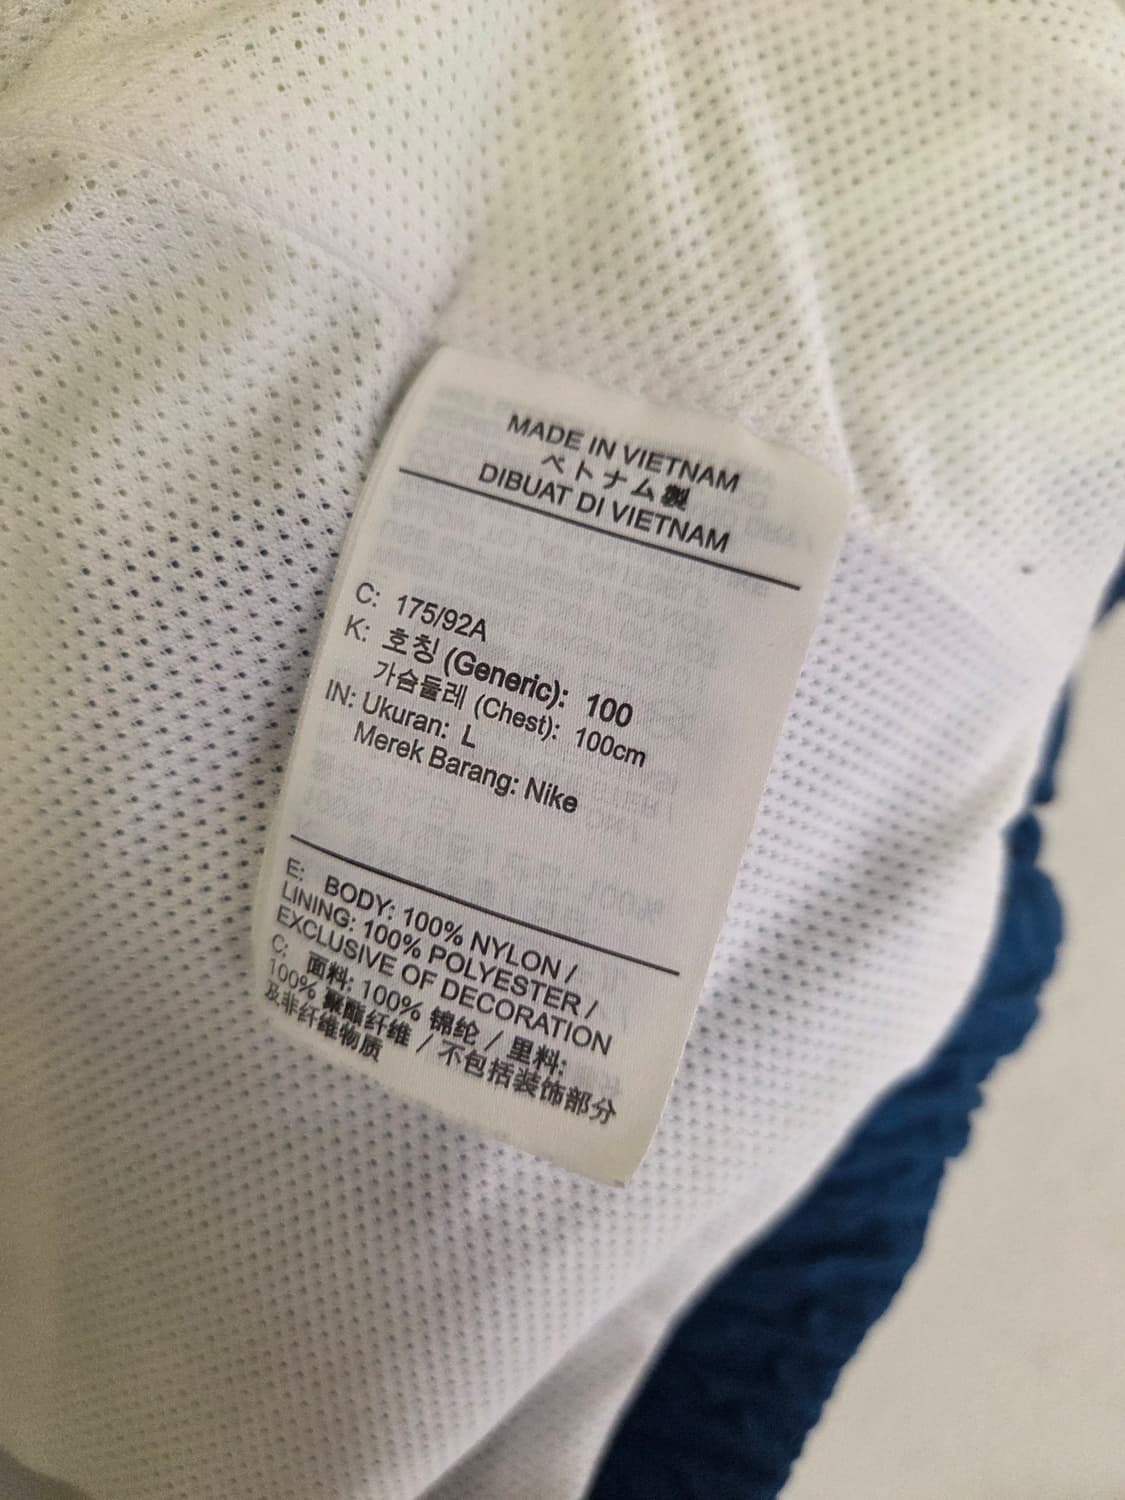 MADE IN VIETNAM
ベトナム製
DIBUAT DI VIETNAM
C: 175/92A
K: 호칭 (Generic): 100
가슴둘레 (Chest): 100cm
IN: Ukuran: L
Merek Barang: Nike
E: BODY: 100% NYLON /
LINING: 100% POLYESTER /
EXCLUSIVE OF DECORATION
C: 面料: 100% 锦纶 / 里料:
100% 聚酯纤维 / 不包括装饰部分
及非纤维物质